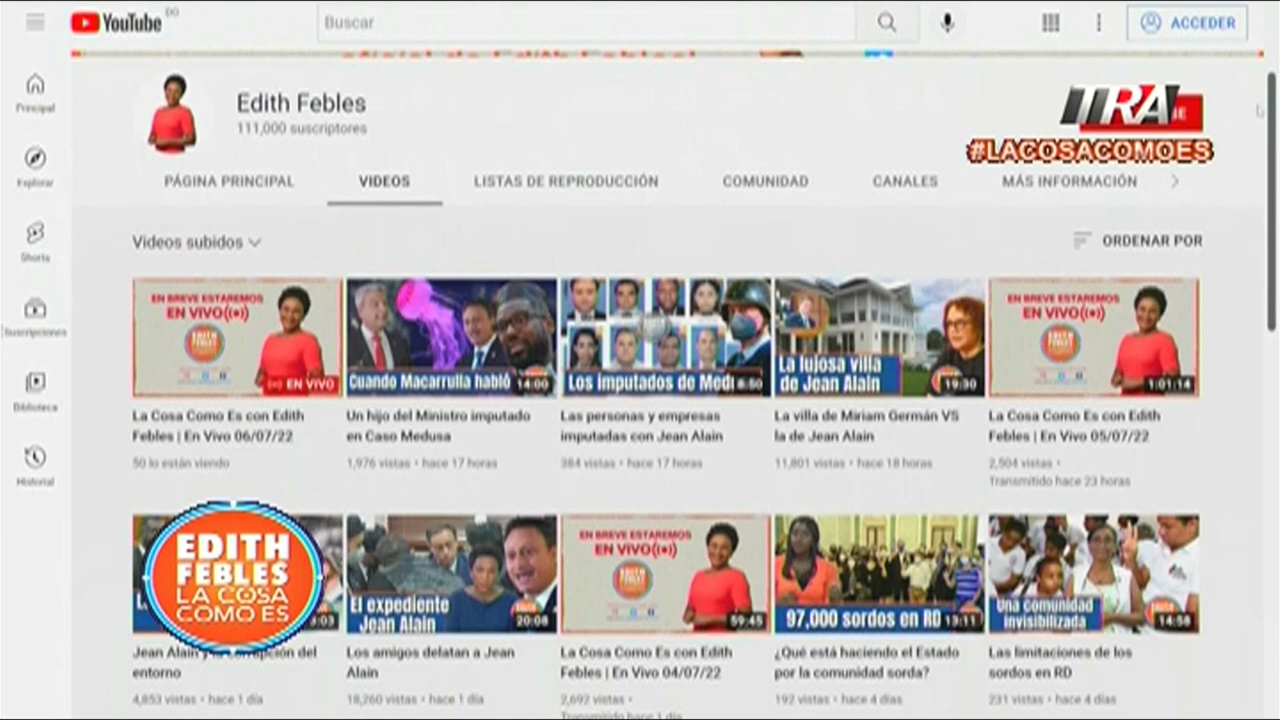 DO
YouTube
Buscar
ACCEDER
Principal
Edith Febles
111,000 suscriptores
TRA
#LACOSACOMOES
Explorar
PÁGINA PRINCIPAL
VIDEOS
LISTAS DE REPRODUCCIÓN
COMUNIDAD
CANALES
MÁS INFORMACIÓN
Shorts
Videos subidos
ORDENAR POR
Suscripciones
Biblioteca
Historial
EN BREVE ESTAREMOS
EN VIVO
EN VIVO
Cuando Macarrulla habló
14:00
Los imputados de Med
6:50
La lujosa villa
de Jean Alain
19:30
EN BREVE ESTAREMOS
EN VIVO
1:01:14
La Cosa Como Es con Edith
Febles | En Vivo 06/07/22
50 lo están viendo
Un hijo del Ministro imputado
en Caso Medusa
1,976 vistas • hace 17 horas
Las personas y empresas
imputadas con Jean Alain
384 vistas • hace 17 horas
La villa de Miriam Germán VS
la de Jean Alain
11,801 vistas • hace 18 horas
La Cosa Como Es con Edith
Febles | En Vivo 05/07/22
2,504 vistas •
Transmitido hace 23 horas
EDITH
FEBLES
LA COSA
COMO ES
El expediente
Jean Alain
20:08
EN BREVE ESTAREMOS
EN VIVO
59:45
97,000 sordos en RD
13:11
Una comunidad
invisibilizada
14:58
Jean Alain y la corrupción del
entorno
4,853 vistas • hace 1 día
Los amigos delatan a Jean
Alain
18,260 vistas • hace 1 día
La Cosa Como Es con Edith
Febles | En Vivo 04/07/22
2,692 vistas •
Transmitido hace 1 día
¿Qué está haciendo el Estado
por la comunidad sorda?
192 vistas • hace 4 días
Las limitaciones de los
sordos en RD
231 vistas • hace 4 días